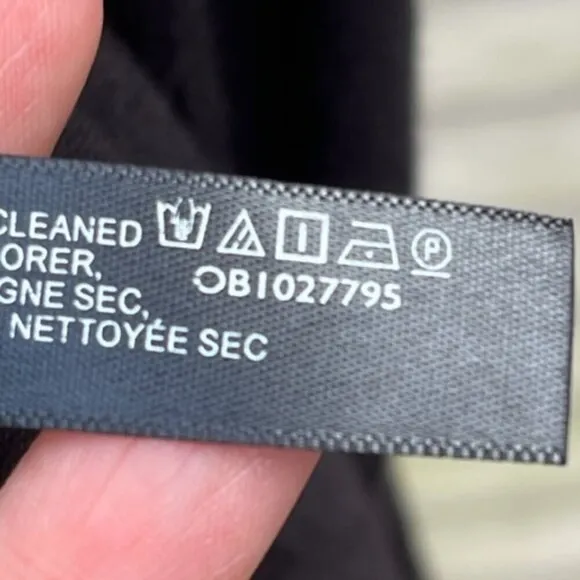 CLEANED
ORER,
GNE SEC,
NETTOYÉE SEC
P
OB1027795